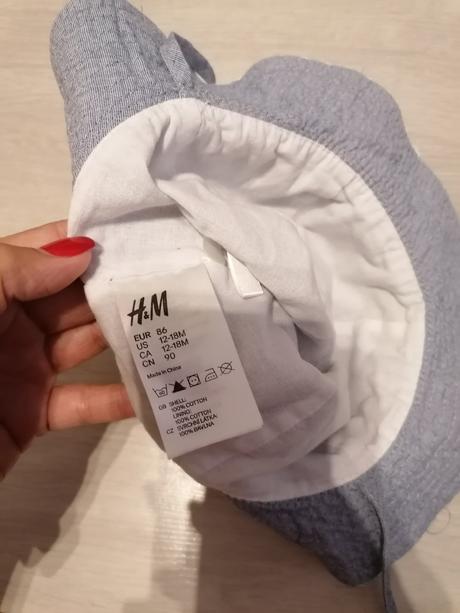 H&M
EUR 86
US 12-18M
CA 12-18M
CN 90
Made in China
GB SHELL:
100% COTTON
LINING:
100% COTTON
CZ SVRCHNÍ LÁTKA
100% BAVLNA